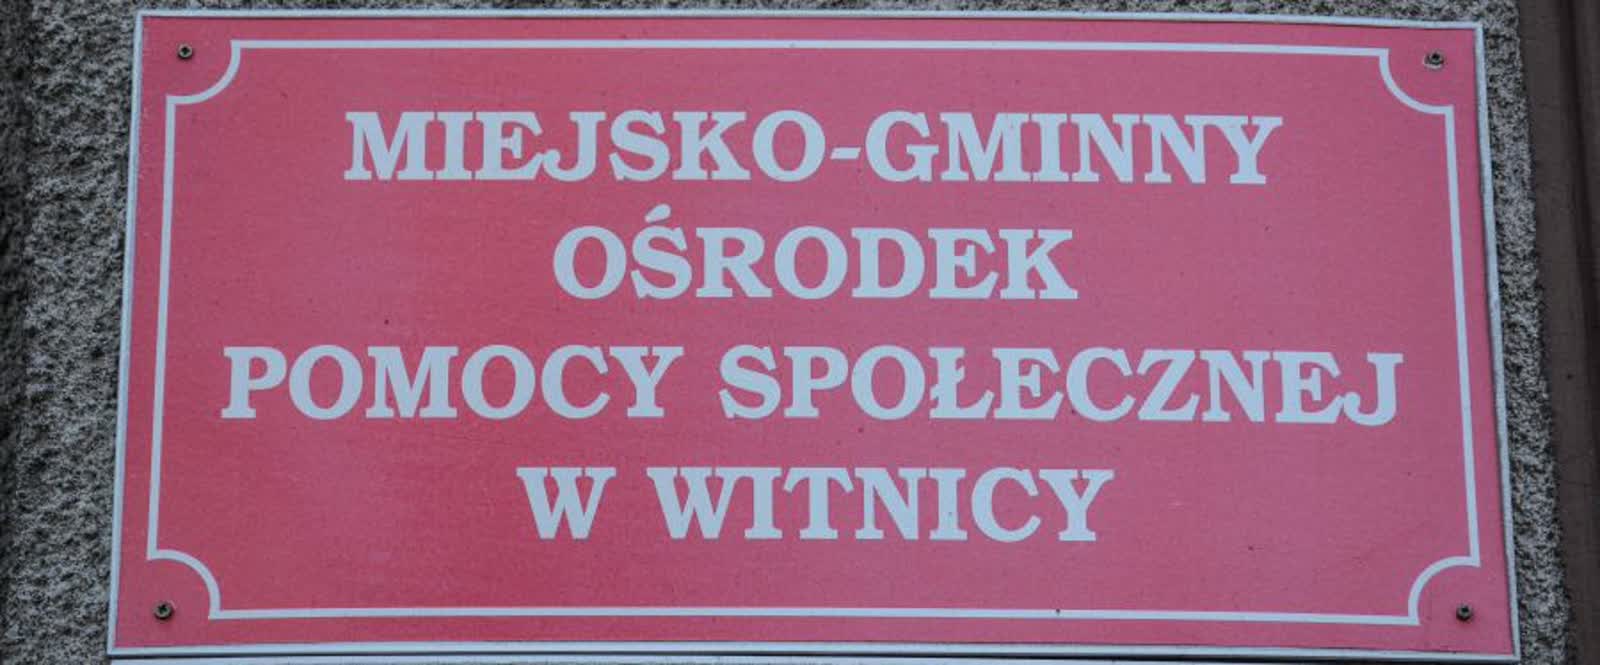 MIEJSKO-GMINNY
OŚRODEK
POMOCY SPOŁECZNEJ
W WITNICY